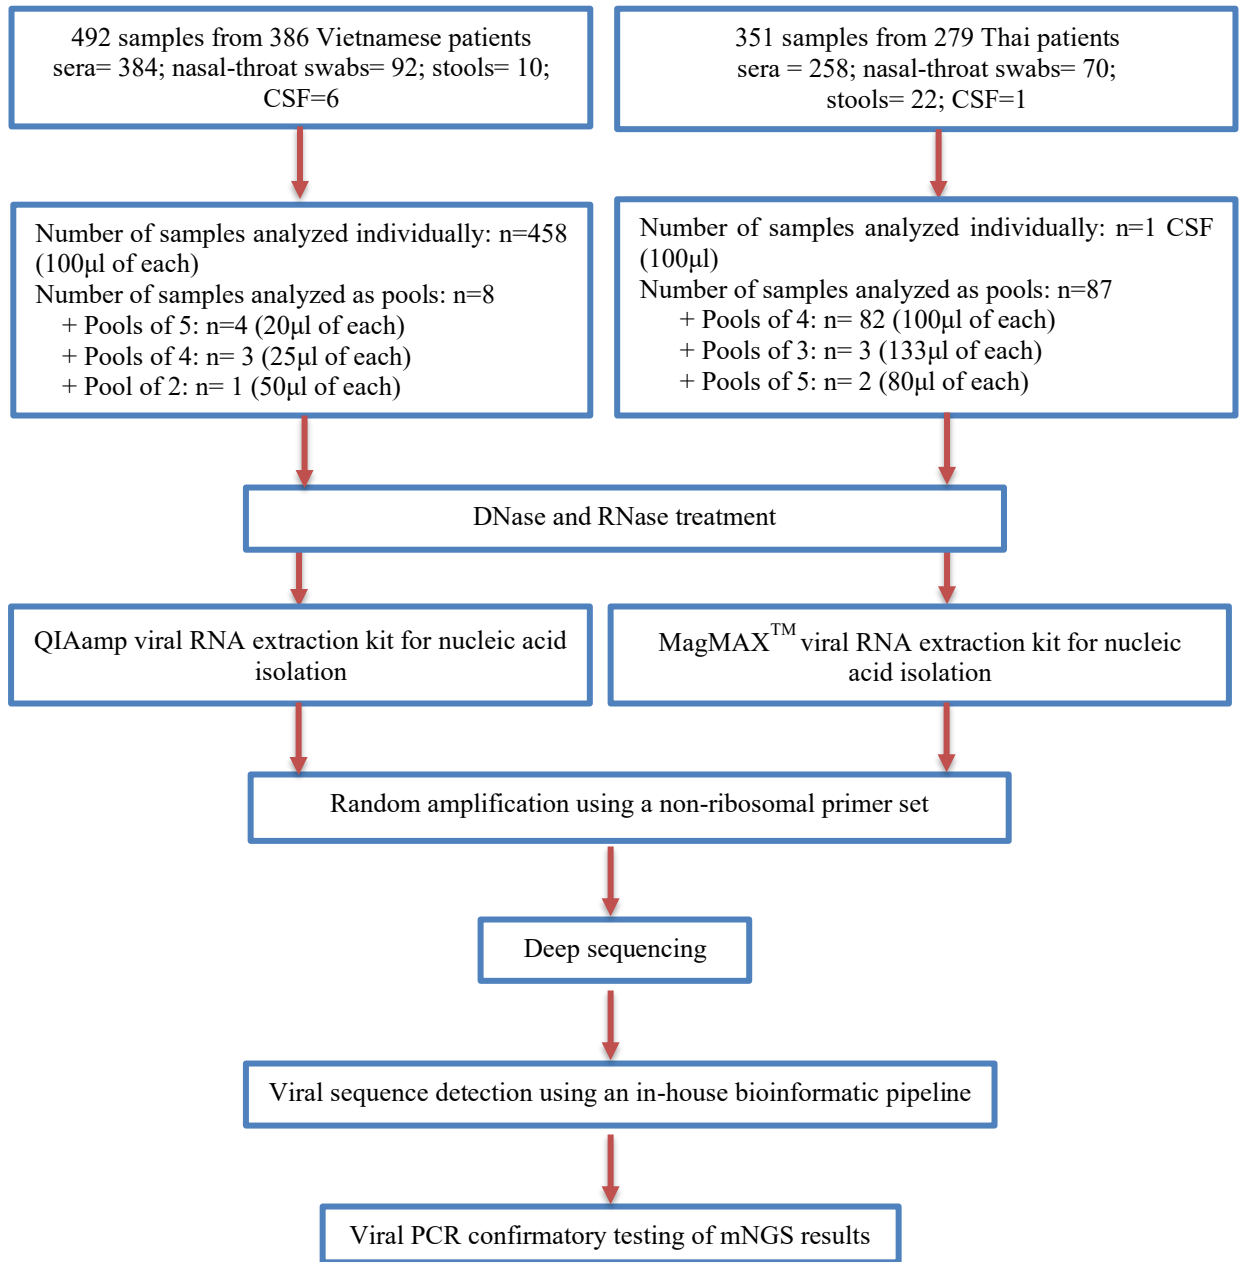 492 samples from 386 Vietnamese patients
sera= 384; nasal-throat swabs= 92; stools= 10;
CSF=6
351 samples from 279 Thai patients
sera = 258; nasal-throat swabs= 70;
stools= 22; CSF=1
Number of samples analyzed individually: n=458
(100µl of each)
Number of samples analyzed as pools: n=8
+ Pools of 5: n=4 (20µl of each)
+ Pools of 4: n= 3 (25µl of each)
+ Pool of 2: n= 1 (50µl of each)
Number of samples analyzed individually: n=1 CSF
(100µl)
Number of samples analyzed as pools: n=87
+ Pools of 4: n= 82 (100µl of each)
+ Pools of 3: n= 3 (133µl of each)
+ Pools of 5: n= 2 (80µl of each)
DNase and RNase treatment
QIAamp viral RNA extraction kit for nucleic acid
isolation
MagMAX™ viral RNA extraction kit for nucleic
acid isolation
Random amplification using a non-ribosomal primer set
Deep sequencing
Viral sequence detection using an in-house bioinformatic pipeline
Viral PCR confirmatory testing of mNGS results